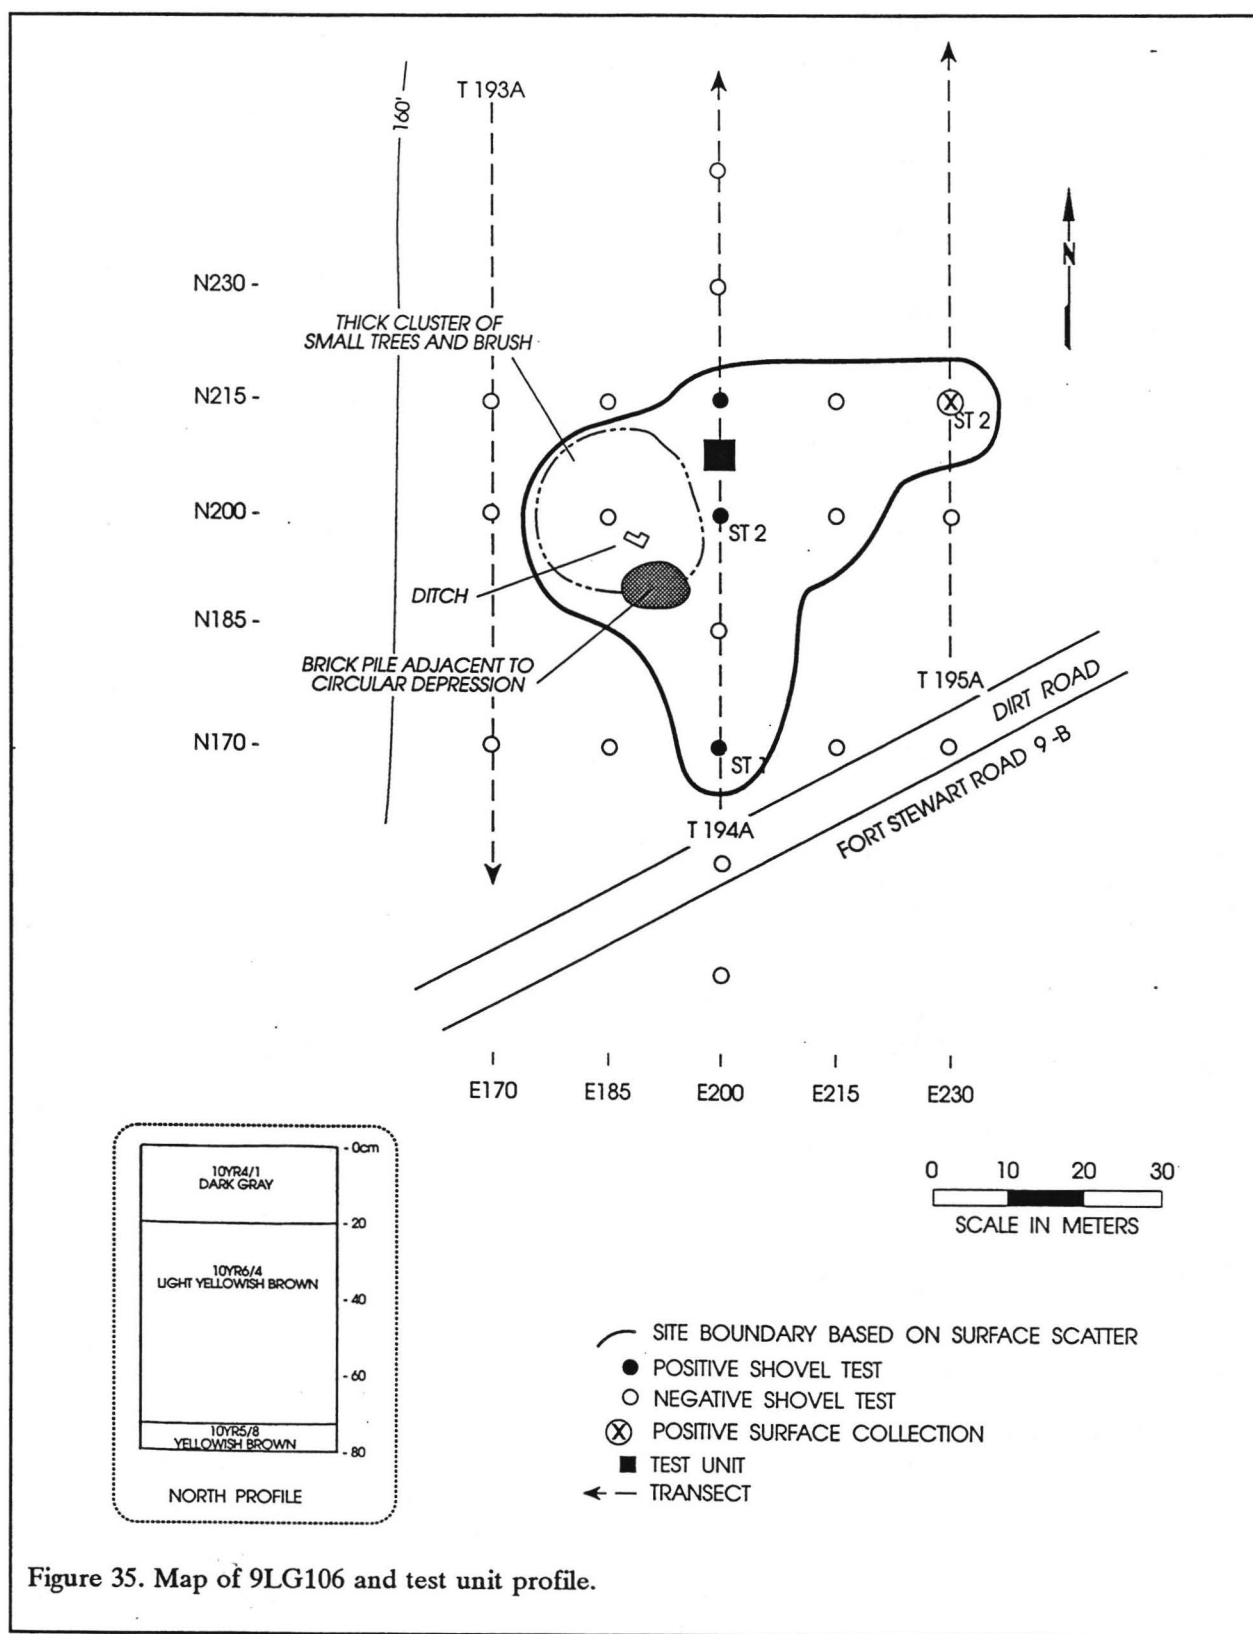 T 193A
160'
N
N230 -
THICK CLUSTER OF
SMALL TREES AND BRUSH
N215 -
ST 2
N200 -
ST 2
DITCH
N185 -
BRICK PILE ADJACENT TO
CIRCULAR DEPRESSION
T 195A
DIRT ROAD
N170 -
ST 1
FORT STEWART ROAD 9-B
T 194A
E170 E185 E200 E215 E230
- 0cm
10YR4/1
DARK GRAY
- 20
10YR6/4
LIGHT YELLOWISH BROWN
- 40
- 60
10YR5/8
YELLOWISH BROWN
- 80
NORTH PROFILE
0 10 20 30
SCALE IN METERS
SITE BOUNDARY BASED ON SURFACE SCATTER
POSITIVE SHOVEL TEST
NEGATIVE SHOVEL TEST
POSITIVE SURFACE COLLECTION
TEST UNIT
TRANSECT
Figure 35. Map of 9LG106 and test unit profile.